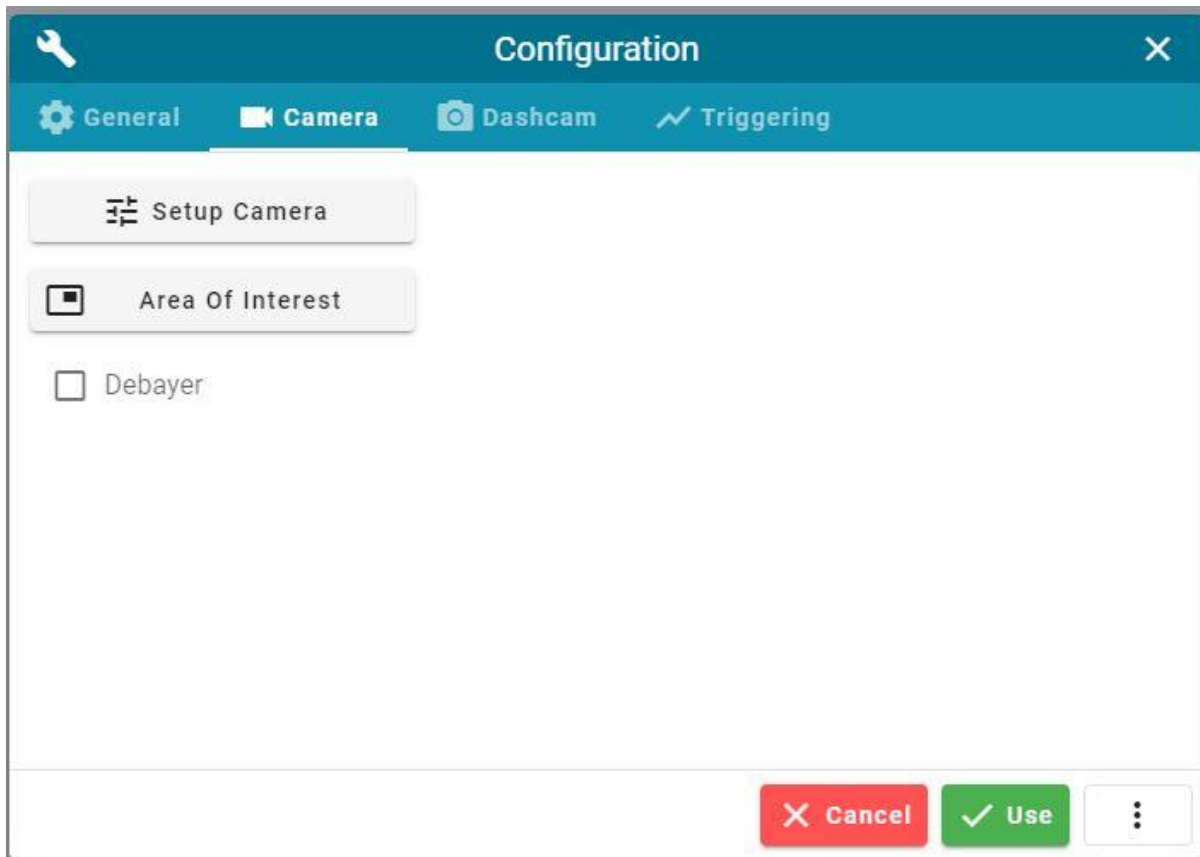 Configuration
General Camera Dashcam Triggering
Setup Camera
Area Of Interest
Debayer
Cancel Use